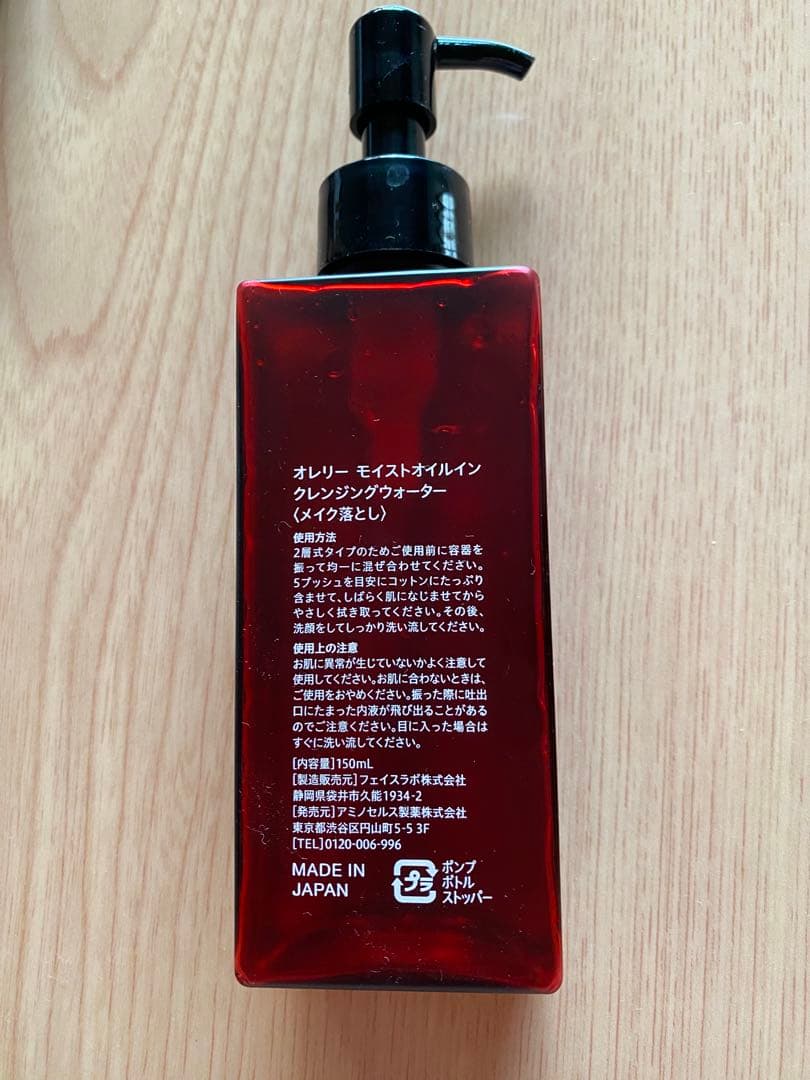 オレリー モイストオイルイン
クレンジングウォーター
〈メイク落とし〉
使用方法
2層式タイプのためご使用前に容器を
振って均一に混ぜ合わせてください。
5プッシュを目安にコットンにたっぷり
含ませて、しばらく肌になじませてから
やさしく拭き取ってください。その後、
洗顔をしてしっかり洗い流してください。
使用上の注意
お肌に異常が生じていないかよく注意して
使用してください。お肌に合わないときは、
ご使用をおやめください。振った際に吐出
口にたまった内液が飛び出ることがある
のでご注意ください。目に入った場合は
すぐに洗い流してください。
[内容量]150mL
[製造販売元]フェイスラボ株式会社
静岡県袋井市久能1934-2
[発売元]アミノセルス製薬株式会社
東京都渋谷区円山町5-5 3F
[TEL]0120-006-996
MADE IN
JAPAN
プラ
ポンプ
ボトル
ストッパー